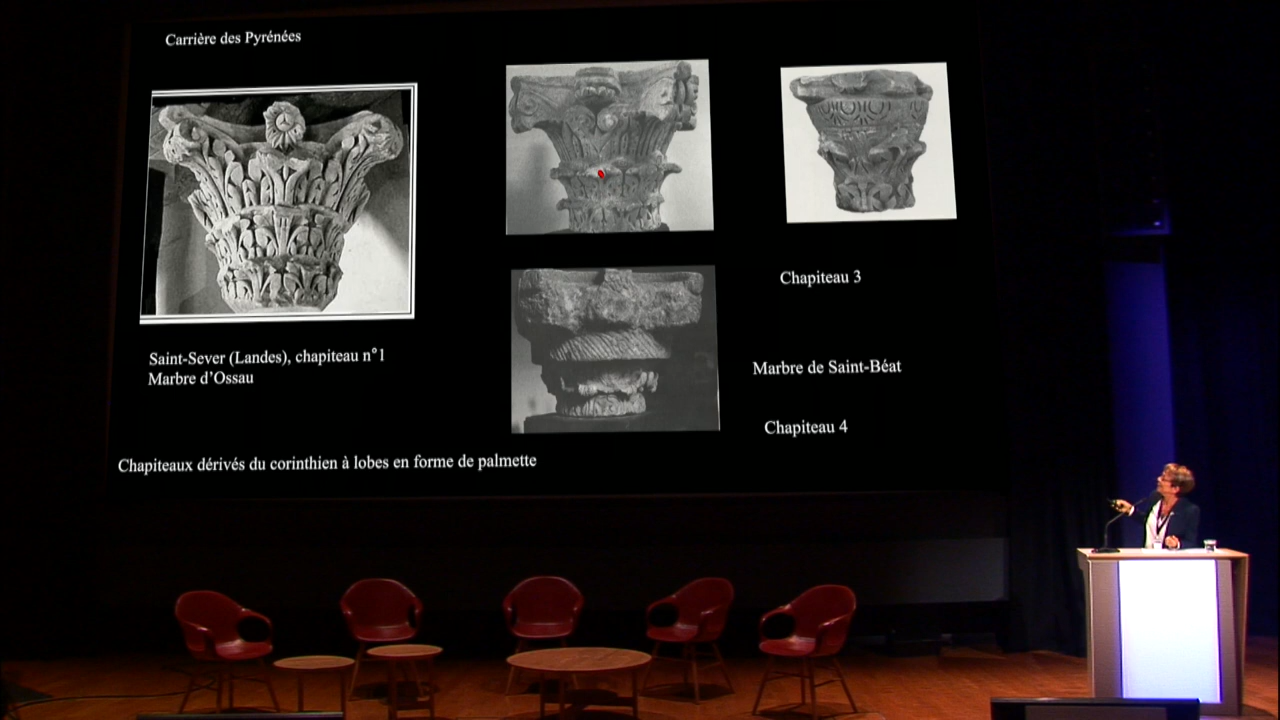 Carrière des Pyrénées
Saint-Sever (Landes), chapiteau n°1
Marbre d'Ossau
Chapiteau 3
Marbre de Saint-Béat
Chapiteau 4
Chapiteaux dérivés du corinthien à lobes en forme de palmette